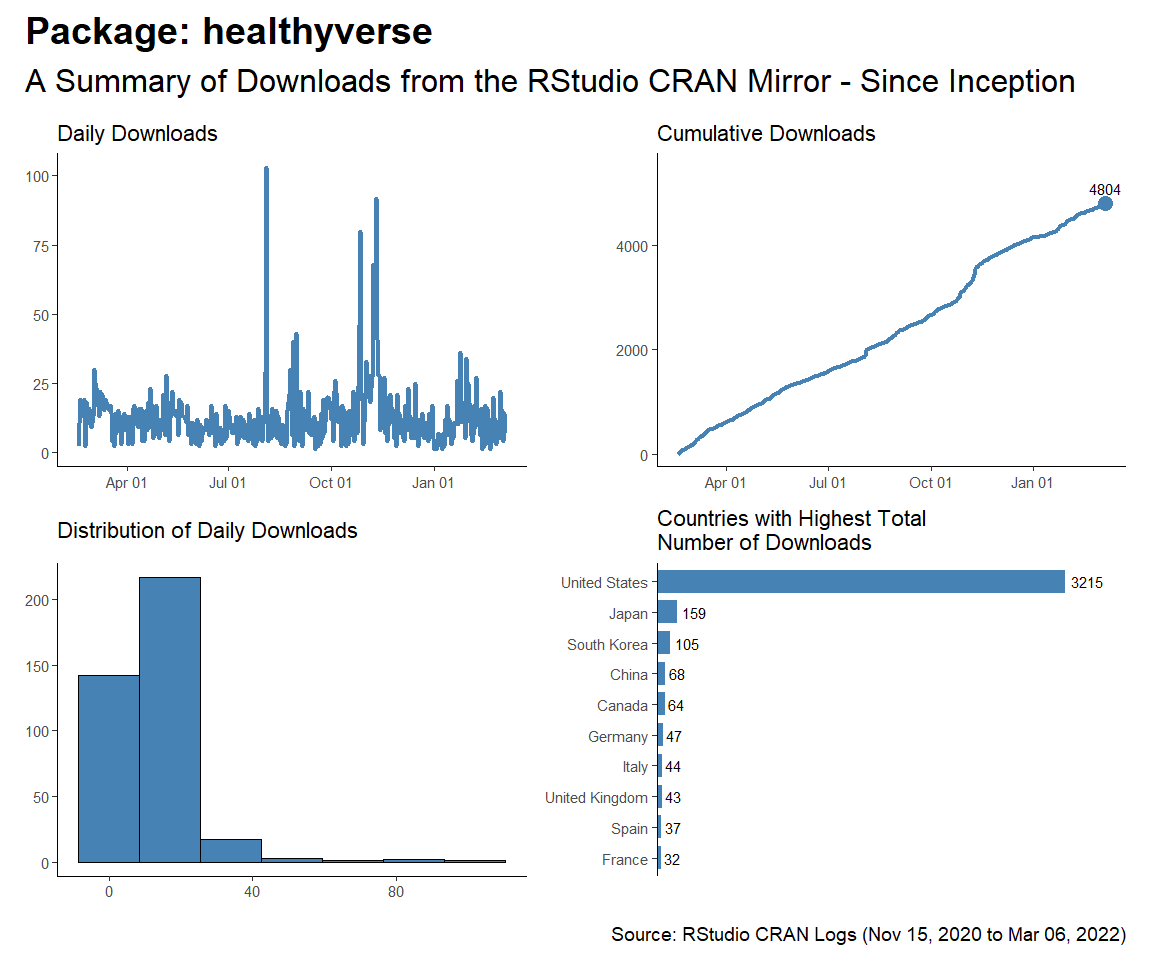 Package: healthyverse
A Summary of Downloads from the RStudio CRAN Mirror - Since Inception
Daily Downloads
100
75
50
25
0
Apr 01 Jul 01 Oct 01 Jan 01
Cumulative Downloads
4804
4000
2000
0
Apr 01 Jul 01 Oct 01 Jan 01
Distribution of Daily Downloads
200
150
100
50
0
0 40 80
Countries with Highest Total
Number of Downloads
United States 3215
Japan 159
South Korea 105
China 68
Canada 64
Germany 47
Italy 44
United Kingdom 43
Spain 37
France 32
Source: RStudio CRAN Logs (Nov 15, 2020 to Mar 06, 2022)